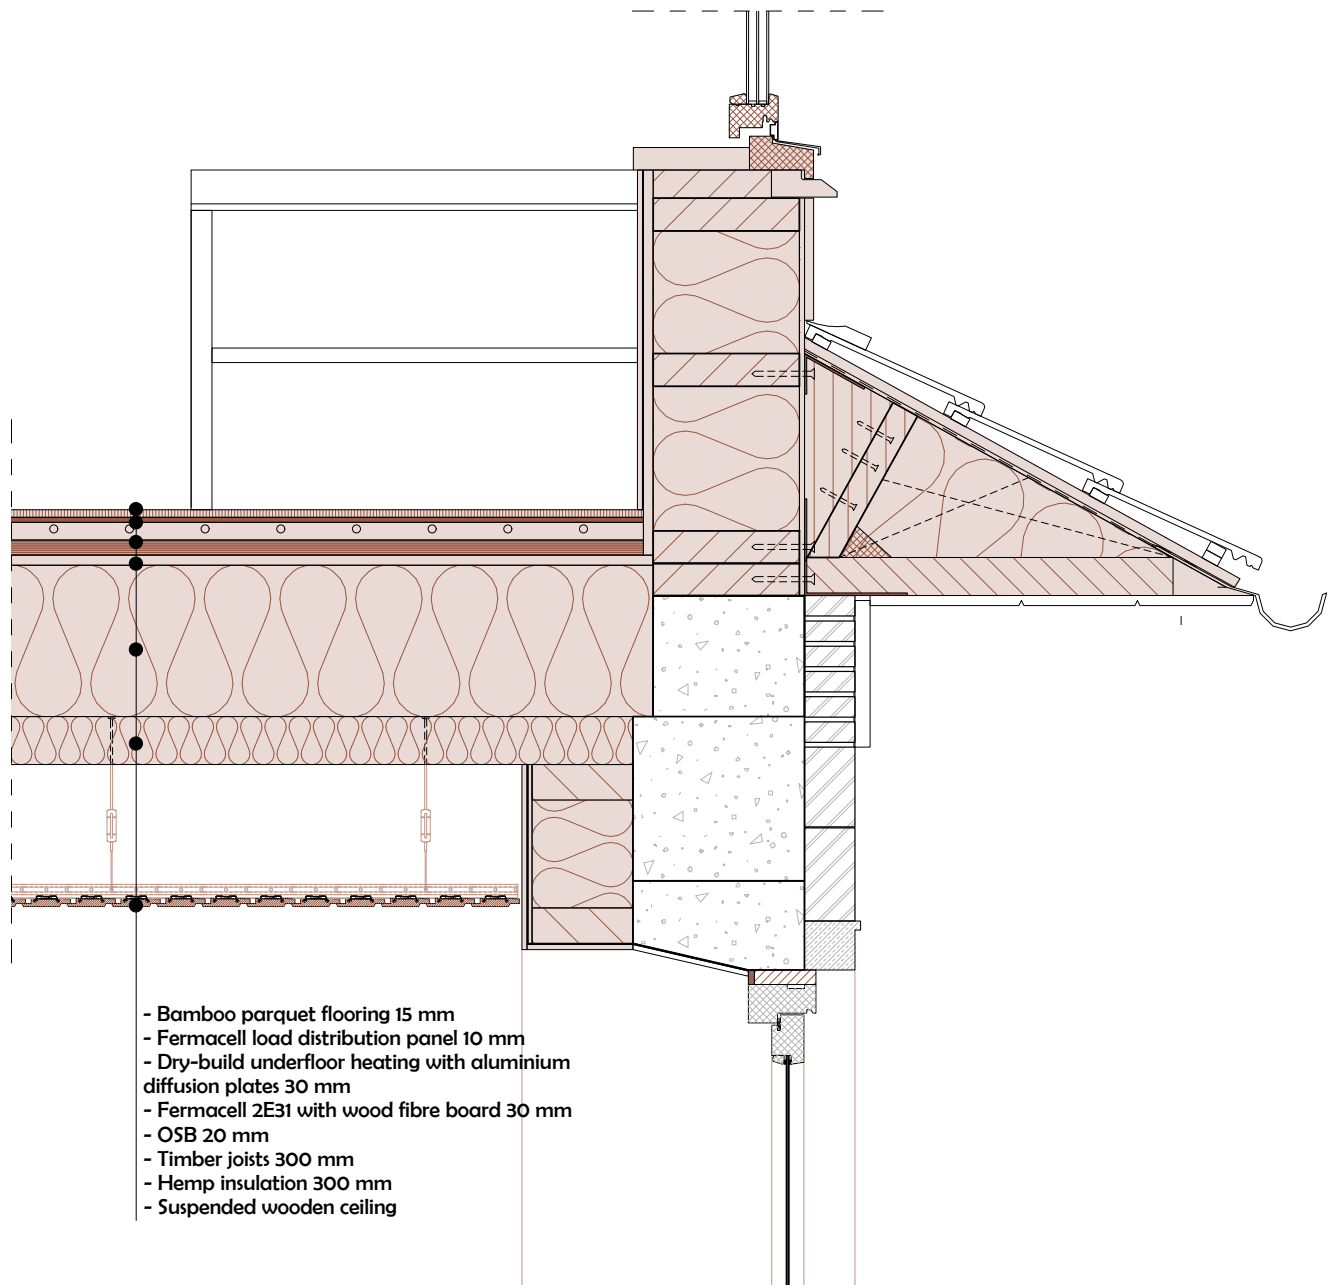 - Bamboo parquet flooring 15 mm
- Fermacell load distribution panel 10 mm
- Dry-build underfloor heating with aluminium
diffusion plates 30 mm
- Fermacell 2E31 with wood fibre board 30 mm
- OSB 20 mm
- Timber joists 300 mm
- Hemp insulation 300 mm
- Suspended wooden ceiling